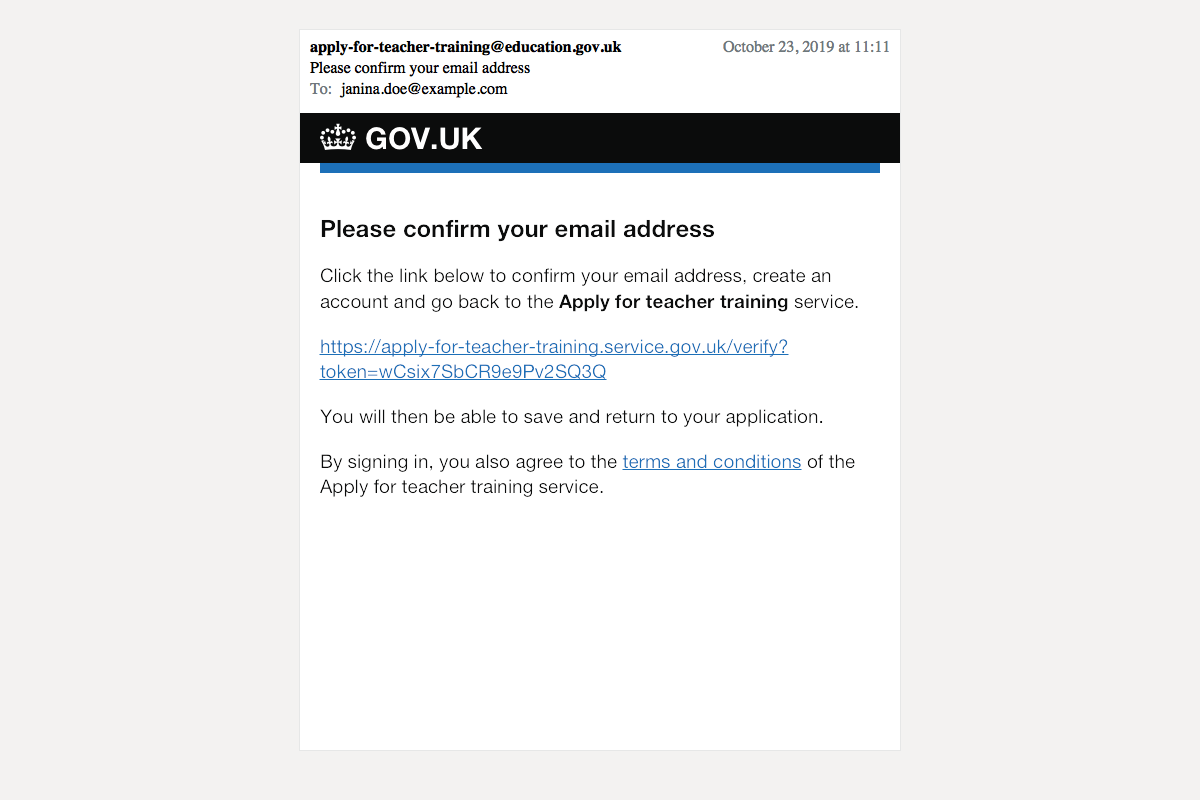 apply-for-teacher-training@education.gov.uk October 23, 2019 at 11:11
Please confirm your email address
To: janina.doe@example.com
GOV.UK
Please confirm your email address
Click the link below to confirm your email address, create an
account and go back to the Apply for teacher training service.
https://apply-for-teacher-training.service.gov.uk/verify?
token=wCsix7SbCR9e9Pv2SQ3Q
You will then be able to save and return to your application.
By signing in, you also agree to the terms and conditions of the
Apply for teacher training service.